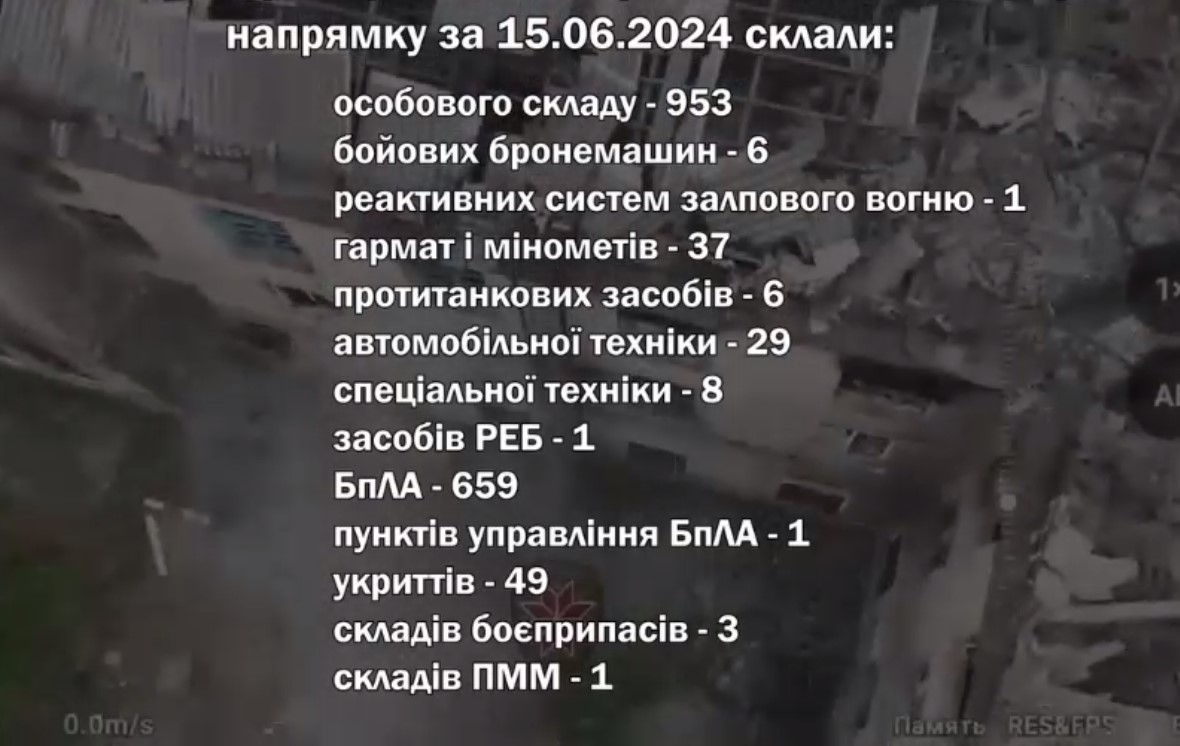 напрямку за 15.06.2024 склали:
особового складу - 953
бойових бронемашин - 6
реактивних систем залпового вогню - 1
гармат і мінометів - 37
протитанкових засобів - 6
автомобільної техніки - 29
спеціальної техніки - 8
засобів РЕБ - 1
БпЛА - 659
пунктів управління БпЛА - 1
укриттів - 49
складів боєприпасів - 3
складів ПММ - 1
0.0m/s
Память RES&FPS